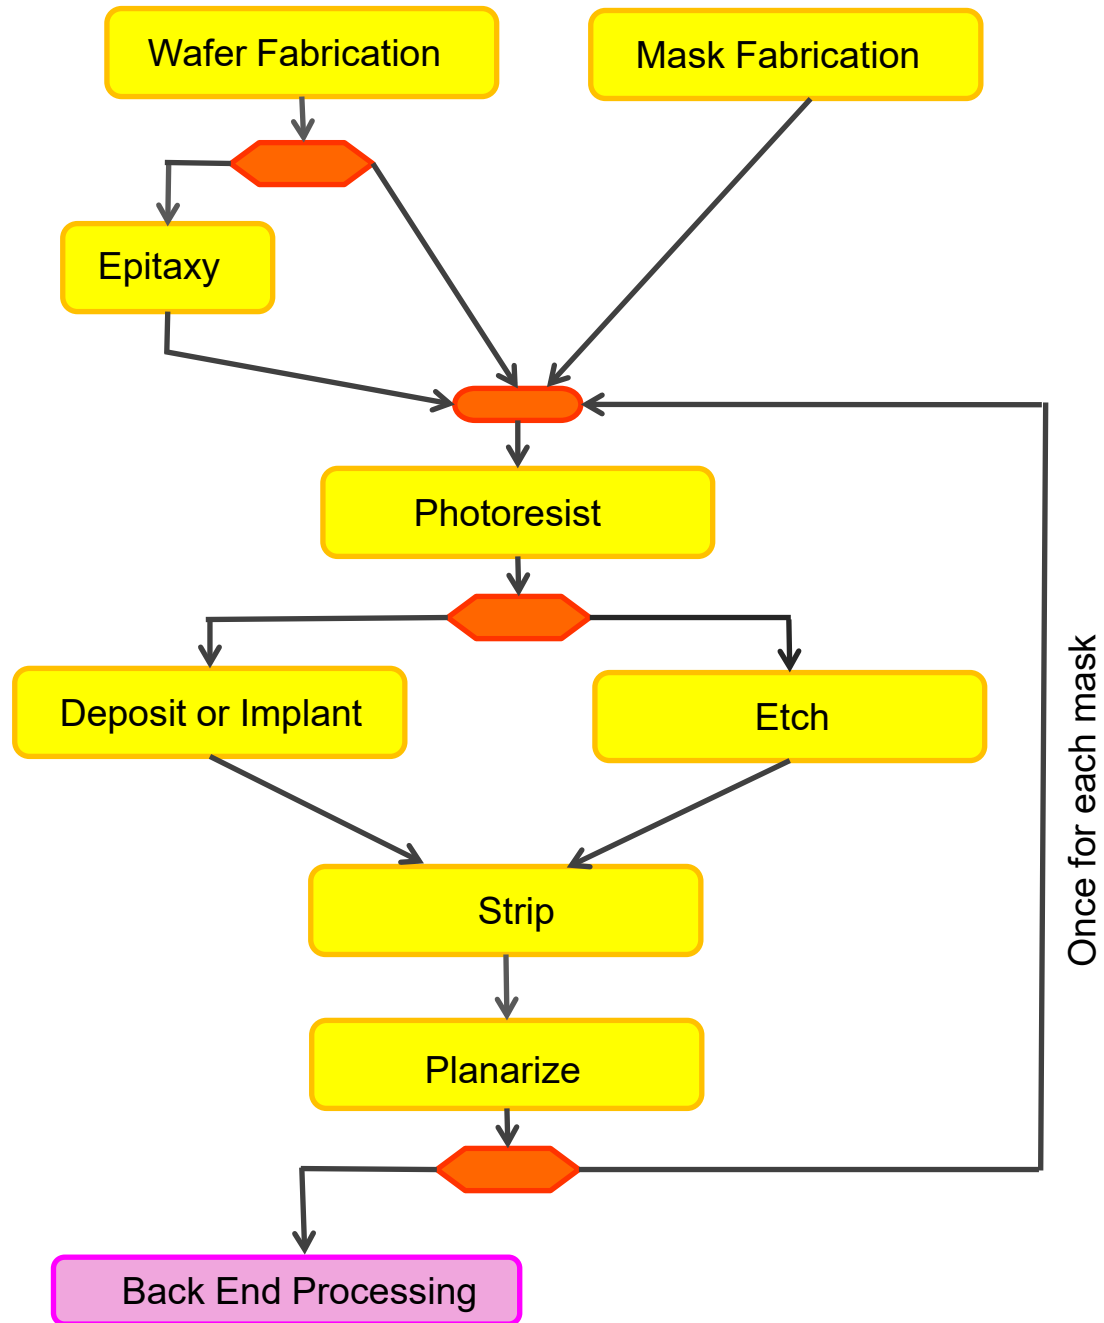 Wafer Fabrication
Mask Fabrication
Epitaxy
Photoresist
Deposit or Implant
Etch
Once for each mask
Strip
Planarize
Back End Processing